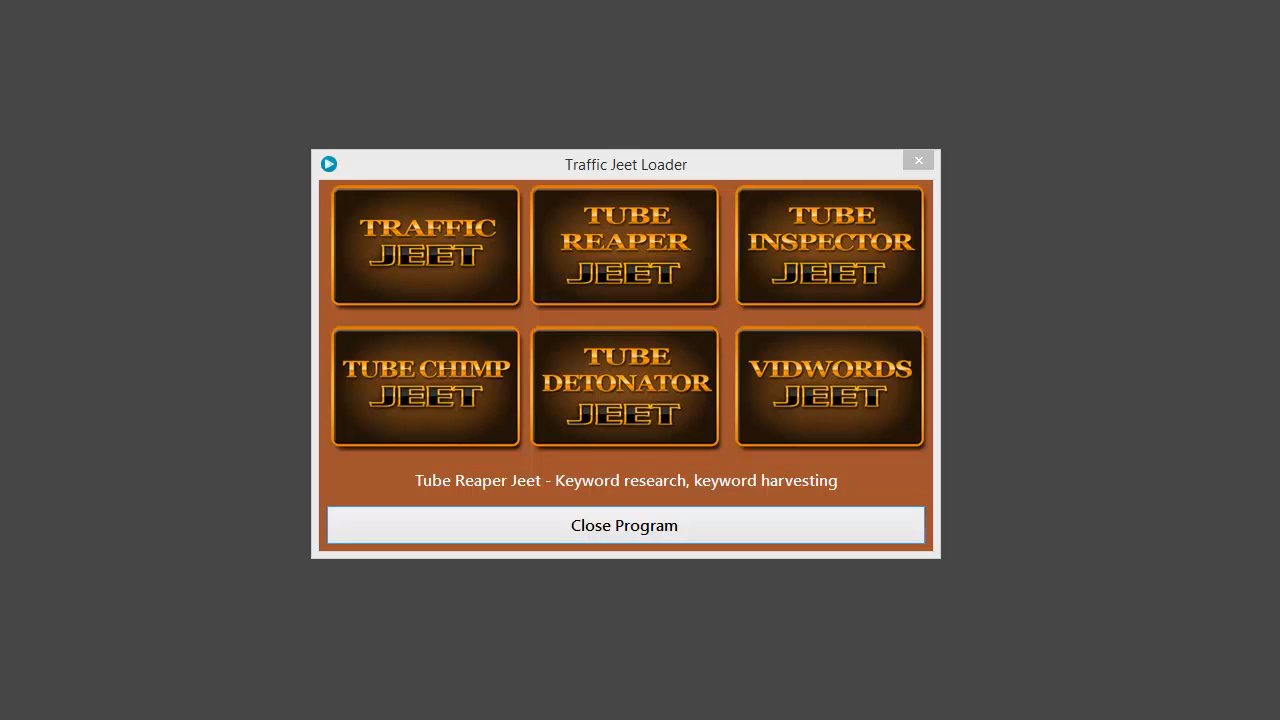 Traffic Jeet Loader
TRAFFIC
JEET
TUBE
REAPER
JEET
TUBE
INSPECTOR
JEET
TUBE CHIMP
JEET
TUBE
DETONATOR
JEET
VIDWORDS
JEET
Tube Reaper Jeet - Keyword research, keyword harvesting
Close Program